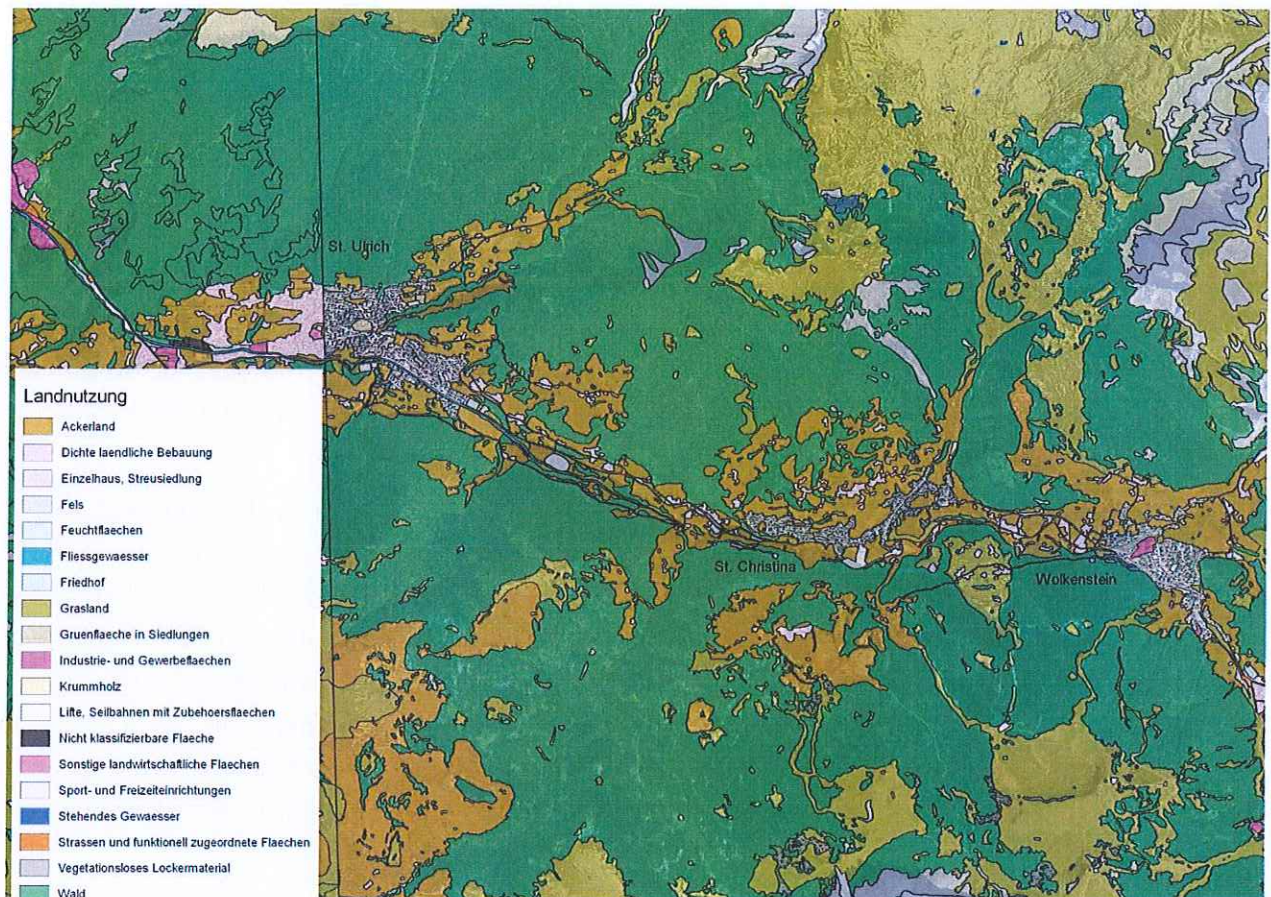 St. Ulrich
St. Christina
Wolkenstein
Landnutzung
Ackerland
Dichte laendliche Bebauung
Einzelhaus, Streusiedlung
Fels
Feuchtflaechen
Fliessgewaesser
Friedhof
Grasland
Gruenflaeche in Siedlungen
Industrie- und Gewerbeflaechen
Krummholz
Lifte, Seilbahnen mit Zubehoersflaechen
Nicht klassifizierbare Flaeche
Sonstige landwirtschaftliche Flaechen
Sport- und Freizeiteinrichtungen
Stehendes Gewaesser
Strassen und funktionell zugeordnete Flaechen
Vegetationsloses Lockermaterial
Wald